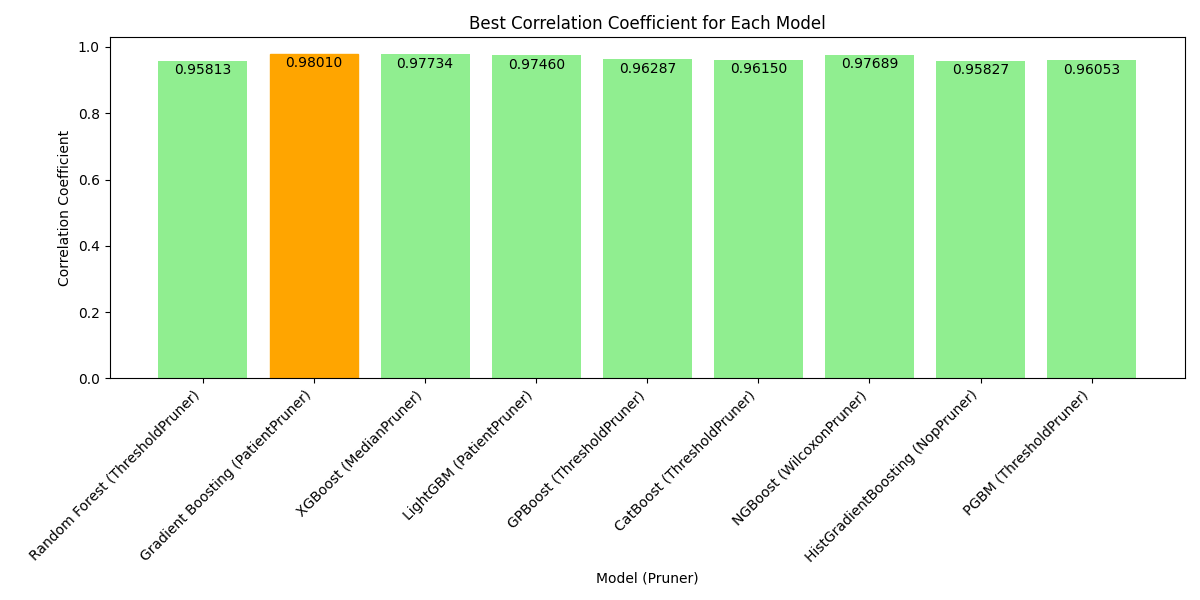 Best Correlation Coefficient for Each Model
Correlation Coefficient
1.0
0.8
0.6
0.4
0.2
0.0
0.95813
0.98010
0.97734
0.97460
0.96287
0.96150
0.97689
0.95827
0.96053
Random Forest (ThresholdPruner)
Gradient Boosting (PatientPruner)
XGBoost (MedianPruner)
LightGBM (PatientPruner)
GPBoost (ThresholdPruner)
CatBoost (ThresholdPruner)
NGBoost (WilcoxonPruner)
HistGradientBoosting (NopPruner)
PGBM (ThresholdPruner)
Model (Pruner)